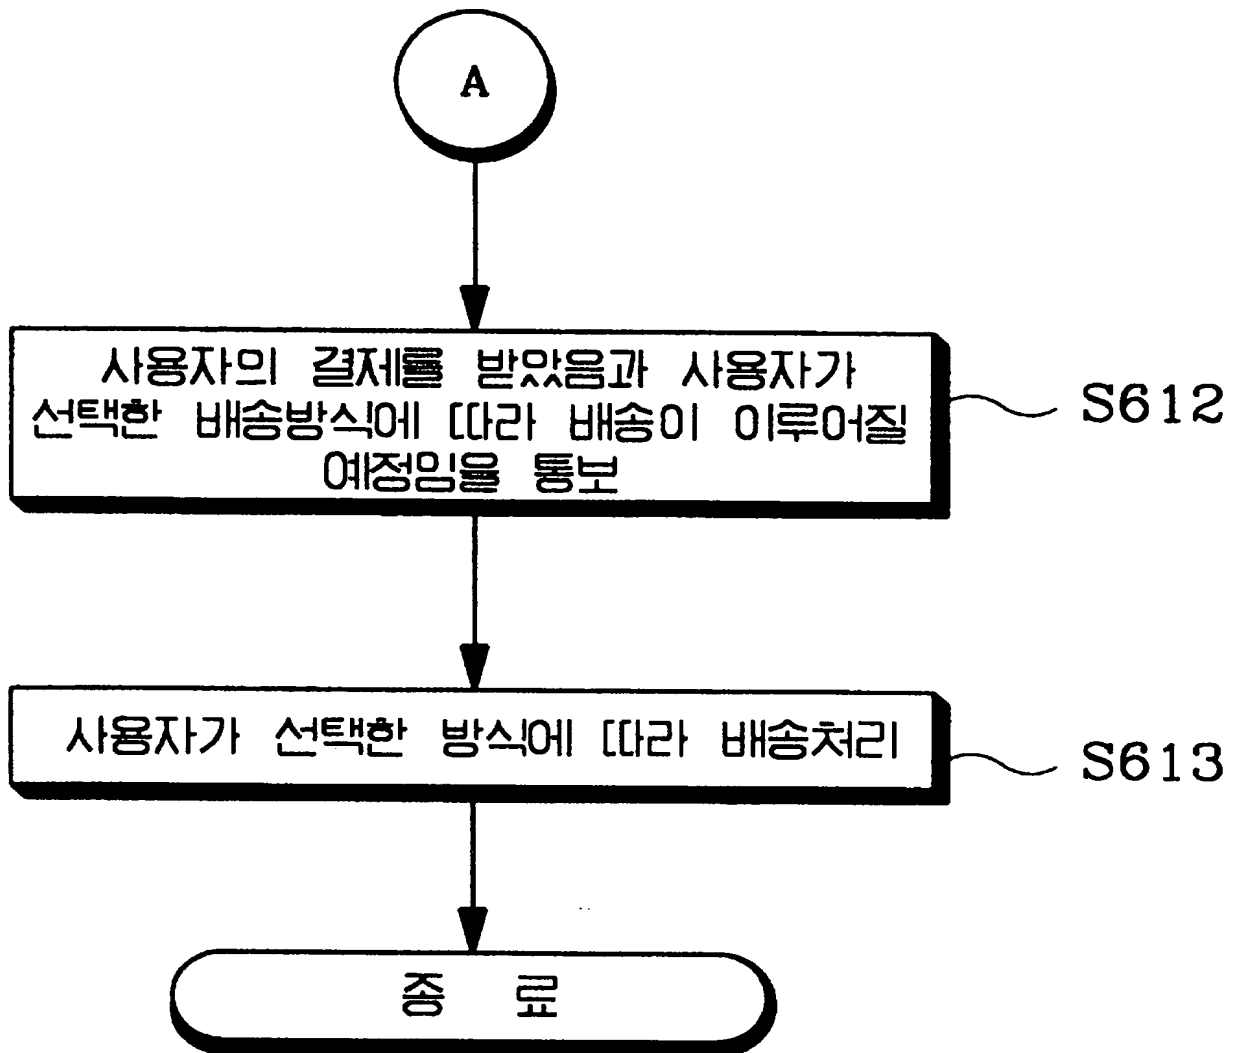 A
사용자의 결제를 받았음과 사용자가
선택한 배송방식에 따라 배송이 이루어질
예정임을 통보
S612
사용자가 선택한 방식에 따라 배송처리
S613
종 료